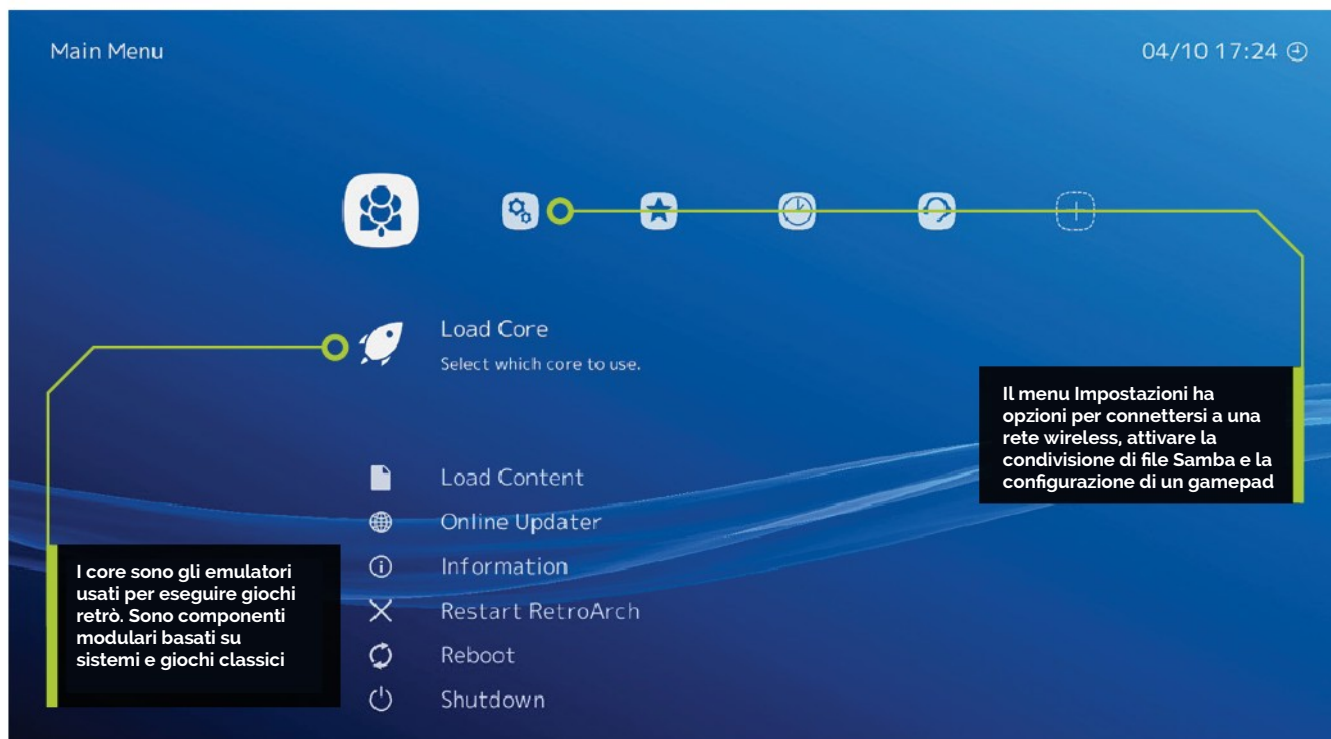 Main Menu
04/10 17:24
Load Core
Select which core to use.
Load Content
Online Updater
Information
Restart RetroArch
Reboot
Shutdown
Il menu Impostazioni ha
opzioni per connettersi a una
rete wireless, attivare la
condivisione di file Samba e la
configurazione di un gamepad
I core sono gli emulatori
usati per eseguire giochi
retrò. Sono componenti
modulari basati su
sistemi e giochi classici